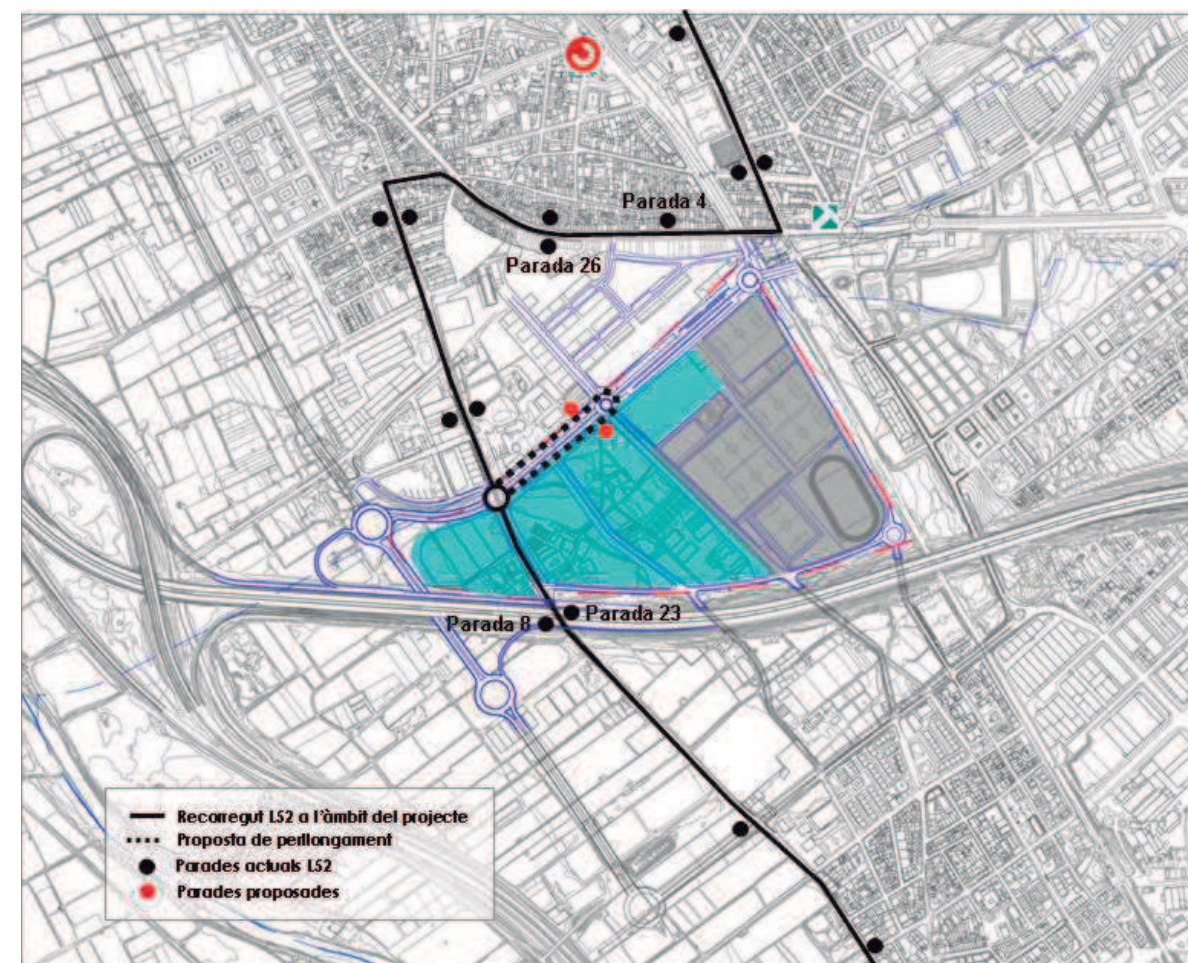 Parada 4
Parada 26
Parada 23
Parada 8
Recorregut L52 a l'àmbit del projecte
Proposta de perllongament
Parades actuals L52
Parades proposades